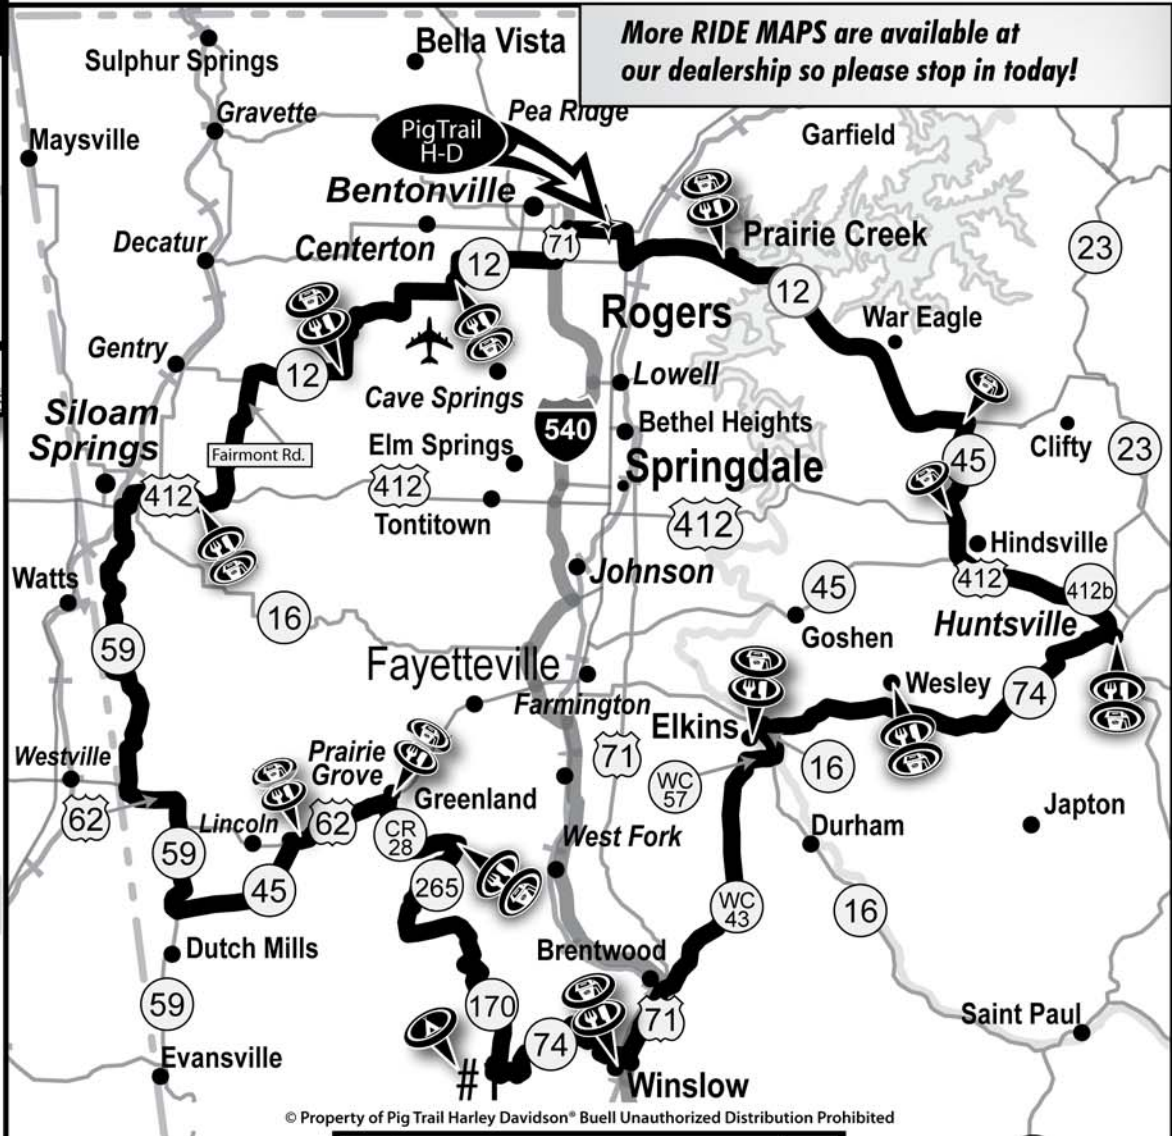 More RIDE MAPS are available at
our dealership so please stop in today!
Bella Vista
Sulphur Springs
Gravette
Pea Ridge
Garfield
Maysville
PigTrail
H-D
Bentonville
23
Decatur
Centerton
71
Prairie Creek
12
12
Rogers
War Eagle
Gentry
12
Lowell
Cave Springs
Siloam
Springs
540
Bethel Heights
Clifty
23
Elm Springs
Fairmont Rd.
45
Springdale
412
412
Tontitown
412
Hindsville
Johnson
Watts
412
45
412b
16
Huntsville
Goshen
59
Fayetteville
Wesley
74
Farmington
Elkins
Westville
Prairie
Grove
71
16
WC
57
Greenland
Japton
62
Lincoln
62
CR
28
Durham
West Fork
59
45
265
WC
43
16
Dutch Mills
Brentwood
59
170
71
Saint Paul
74
Evansville
#
Winslow
© Property of Pig Trail Harley Davidson® Buell Unauthorized Distribution Prohibited